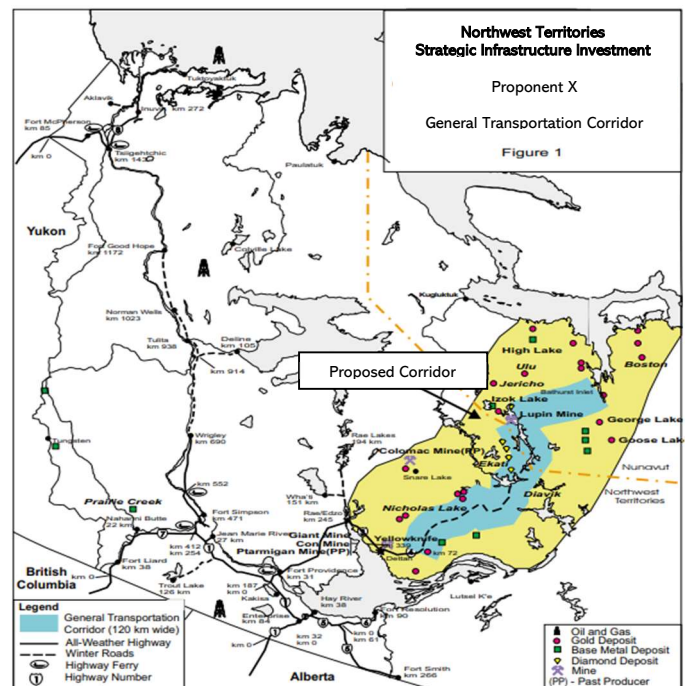 Northwest Territories
Strategic Infrastructure Investment
Proponent X
General Transportation Corridor
Figure 1
Tuktoyaktuk
Aklavik
Inuvik km 272
Fort McPherson
km 85
km 0
Tsiigehtchic
km 143
Paulatuk
Yukon
Fort Good Hope
km 1172
Colville Lake
Kugluktuk
Norman Wells
km 1023
Tulita
km 938
Deline
km 105
km 914
Proposed Corridor
High Lake
Ulu
Boston
Jericho
Bathurst Inlet
Izok Lake
Lupin Mine
George Lake
Goose Lake
Wrigley
km 690
Rae Lakes
194 km
Colomac Mine(PP)
Snare Lake
Ekati
Nunavut
Tungsten
km 552
Wha'ti
151 km
Diavik
Northwest
Territories
Prairie Creek
Nahanni Butte
22 km
Fort Simpson
km 471
Rae/Edzo
km 245
Nicholas Lake
7
km 412
km 254
Jean Marie River
27 km
Giant Mine
Con Mine
Ptarmigan Mine(PP)
Yellowknife
km 339
Dettah
km 72
Fort Liard
km 38
1
Trout Lake
126 km
Fort Providence
km 31
British
Columbia
km 0
km 187
km 0
Kakisa
Hay River
km 38
Lutsel K'e
Fort Resolution
km 90
Enterprise
km 84
km 32
km 0
km 0
km 61
km 0
1
Fort Smith
km 266
Alberta
Legend
General Transportation
Corridor (120 km wide)
All-Weather Highway
Winter Roads
Highway Ferry
1 Highway Number
Oil and Gas
Gold Deposit
Base Metal Deposit
Diamond Deposit
Mine
(PP) - Past Producer